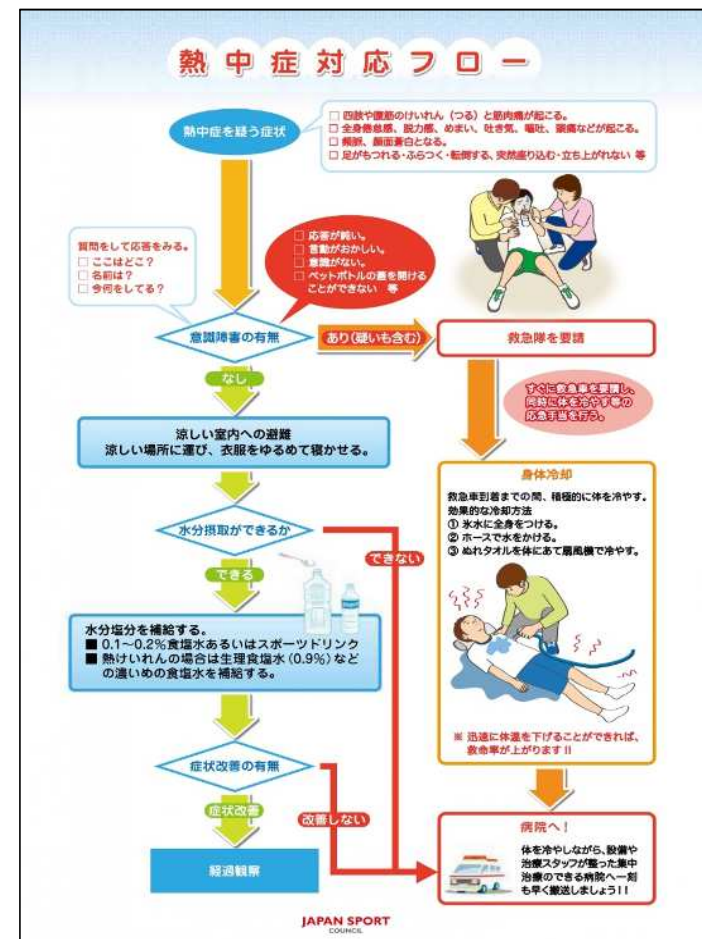 熱中症対応フロー
熱中症を疑う症状
□ 四肢や腹筋のけいれん（つる）と筋肉痛が起こる。
□ 全身倦怠感、脱力感、めまい、吐き気、嘔吐、頭痛などが起こる。
□ 頻脈、顔面蒼白となる。
□ 足がもつれる・ふらつく・転倒する、突然座り込む・立ち上がれない 等
質問をして応答をみる。
□ ここはどこ？
□ 名前は？
□ 今何をしてる？
□ 応答が鈍い。
□ 言動がおかしい。
□ 意識がない。
□ ペットボトルの蓋を開ける
ことができない 等
意識障害の有無
あり（疑いも含む）
救急隊を要請
なし
すぐに救急車を要請し、
同時に体を冷やす等の
応急手当を行う。
涼しい室内への避難
涼しい場所に運び、衣服をゆるめて寝かせる。
身体冷却
救急車到着までの間、積極的に体を冷やす。
効果的な冷却方法
① 氷水に全身をつける。
② ホースで水をかける。
③ ぬれタオルを体にあて扇風機で冷やす。
水分摂取ができるか
できない
できる
水分塩分を補給する。
■ 0.1～0.2%食塩水あるいはスポーツドリンク
■ 熱けいれんの場合は生理食塩水（0.9%）など
の濃いめの食塩水を補給する。
※ 迅速に体温を下げることができれば、
救命率が上がります!!
症状改善の有無
症状改善
改善しない
経過観察
病院へ！
体を冷やしながら、設備や
治療スタッフが整った集中
治療のできる病院へ一刻
も早く搬送しましょう!!
JAPAN SPORT
COUNCIL